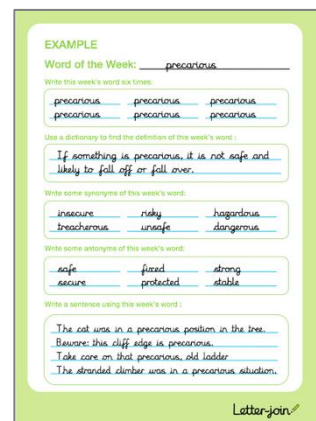 EXAMPLE
Word of the Week: precarious
Write this week's word six times:
precarious precarious precarious
precarious precarious precarious
Use a dictionary to find the definition of this week's word :
If something is precarious, it is not safe and
likely to fall off or fall over.
Write some synonyms of this week's word:
insecure risky hazardous
treacherous unsafe dangerous
Write some antonyms of this week's word:
safe fixed strong
secure protected stable
Write a sentence using this week's word :
The cat was in a precarious position in the tree.
Beware: this cliff edge is precarious.
Take care on that precarious, old ladder
The stranded climber was in a precarious situation.
Letter-join